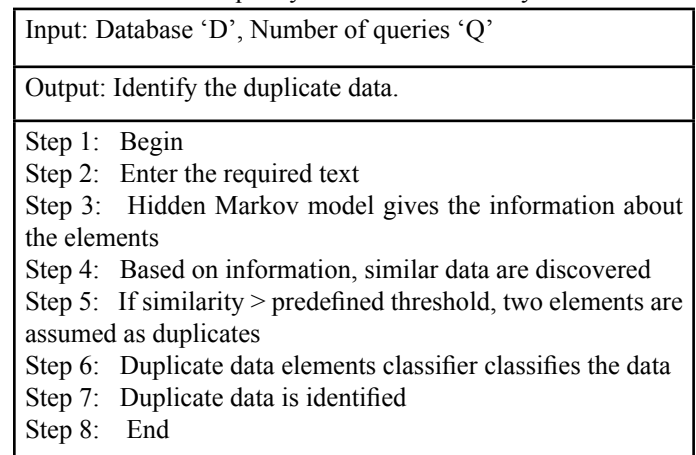 Input: Database ‘D’, Number of queries ‘Q’
Output: Identify the duplicate data.
Step 1: Begin
Step 2: Enter the required text
Step 3: Hidden Markov model gives the information about
the elements
Step 4: Based on information, similar data are discovered
Step 5: If similarity > predefined threshold, two elements are
assumed as duplicates
Step 6: Duplicate data elements classifier classifies the data
Step 7: Duplicate data is identified
Step 8: End